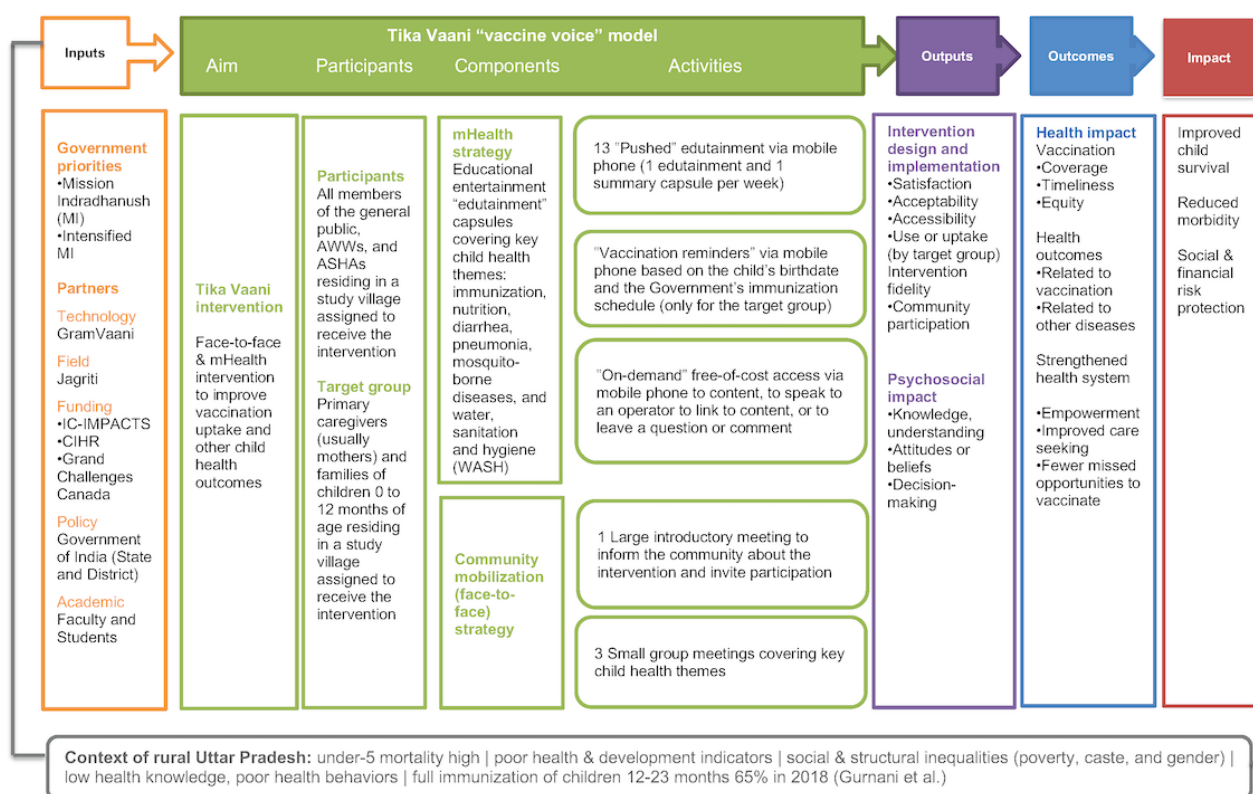 Inputs
Tika Vaani “vaccine voice” model
Aim
Participants
Components
Activities
Outputs
Outcomes
Impact
Government
priorities
•Mission
Indradhanush
(MI)
•Intensified
MI
Partners
Technology
GramVaani
Field
Jagriti
Funding
•IC-IMPACTS
•CIHR
•Grand
Challenges
Canada
Policy
Government
of India (State
and District)
Academic
Faculty and
Students
Tika Vaani
intervention
Face-to-face
& mHealth
intervention
to improve
vaccination
uptake and
other child
health
outcomes
Participants
All members
of the general
public,
AWWs, and
ASHAs
residing in a
study village
assigned to
receive the
intervention
Target group
Primary
caregivers
(usually
mothers) and
families of
children 0 to
12 months of
age residing
in a study
village
assigned to
receive the
intervention
mHealth
strategy
Educational
entertainment
“edutainment”
capsules
covering key
child health
themes:
immunization,
nutrition,
diarrhea,
pneumonia,
mosquito-
borne
diseases, and
water,
sanitation
and hygiene
(WASH)
Community
mobilization
(face-to-
face)
strategy
13 “Pushed” edutainment via mobile
phone (1 edutainment and 1
summary capsule per week)
“Vaccination reminders” via mobile
phone based on the child’s birthdate
and the Government’s immunization
schedule (only for the target group)
“On-demand” free-of-cost access via
mobile phone to content, to speak to
an operator to link to content, or to
leave a question or comment
1 Large introductory meeting to
inform the community about the
intervention and invite participation
3 Small group meetings covering key
child health themes
Intervention
design and
implementation
•Satisfaction
•Acceptability
•Accessibility
•Use or uptake
(by target group)
Intervention
fidelity
•Community
participation
Psychosocial
impact
•Knowledge,
understanding
•Attitudes or
beliefs
•Decision-
making
Health impact
Vaccination
•Coverage
•Timeliness
•Equity
Health
outcomes
•Related to
vaccination
•Related to
other diseases
Strengthened
health system
•Empowerment
•Improved care
seeking
•Fewer missed
opportunities to
vaccinate
Improved
child
survival
Reduced
morbidity
Social &
financial
risk
protection
Context of rural Uttar Pradesh: under-5 mortality high | poor health & development indicators | social & structural inequalities (poverty, caste, and gender) |
low health knowledge, poor health behaviors | full immunization of children 12-23 months 65% in 2018 (Gurnani et al.)